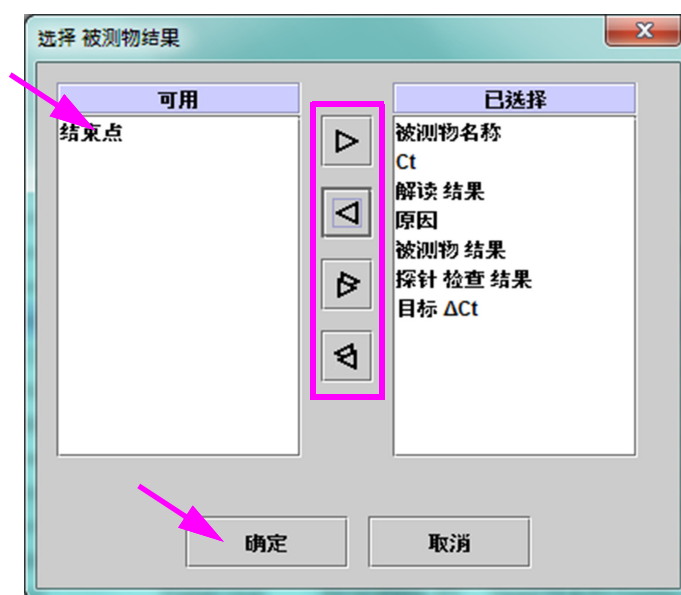 选择 被测物结果
可用
结束点
已选择
被测物名称
Ct
解读 结果
原因
被测物 结果
探针 检查 结果
目标 ΔCt
确定
取消